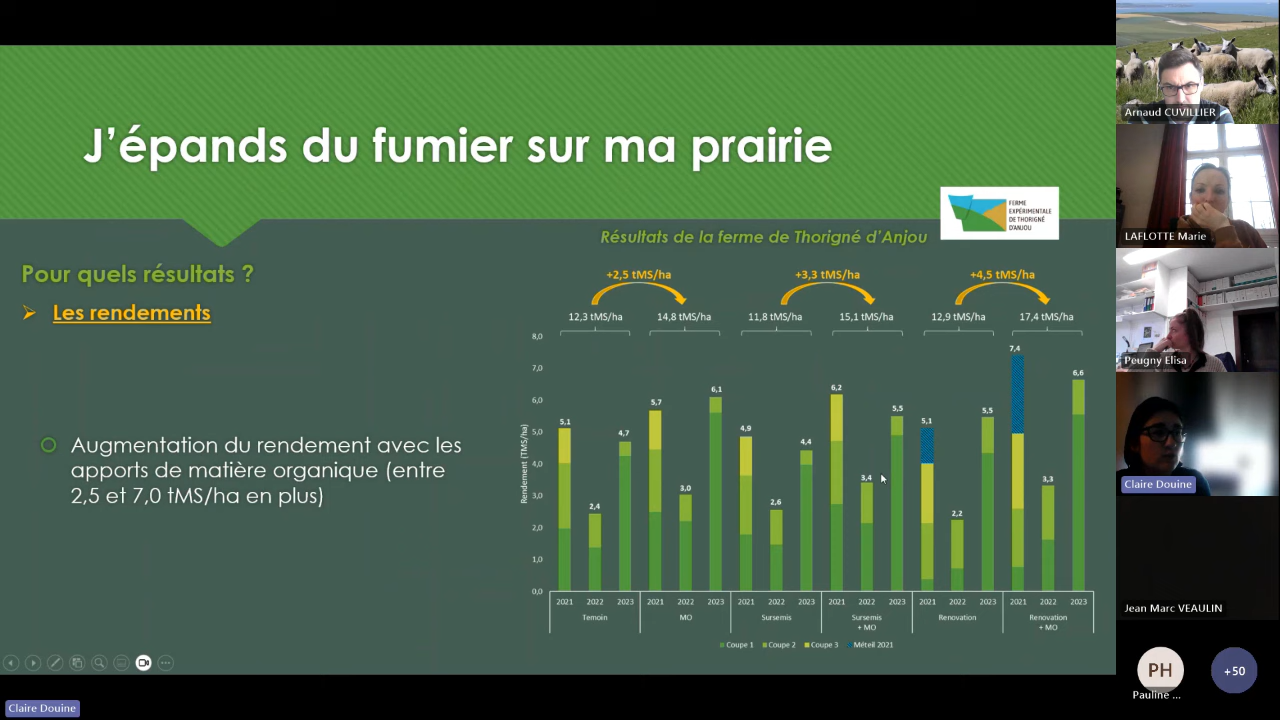 J'épands du fumier sur ma prairie
FERME
EXPÉRIMENTALE
DE THORIGNÉ
D'ANJOU
Résultats de la ferme de Thorigné d'Anjou
Pour quels résultats ?
Les rendements
Augmentation du rendement avec les
apports de matière organique (entre
2,5 et 7,0 tMS/ha en plus)
+2,5 tMS/ha +3,3 tMS/ha +4,5 tMS/ha
12,3 tMS/ha 14,8 tMS/ha 11,8 tMS/ha 15,1 tMS/ha 12,9 tMS/ha 17,4 tMS/ha
Rendement (TMS/ha)
8,0
7,0
6,0
5,0
4,0
3,0
2,0
1,0
0,0
5,1 2,4 4,7 5,7 3,0 6,1 4,9 2,6 4,4 6,2 3,4 5,5 5,1 2,2 5,5 7,4 3,3 6,6
2021 2022 2023 2021 2022 2023 2021 2022 2023 2021 2022 2023 2021 2022 2023 2021 2022 2023
Temoin MO Sursemis Sursemis + MO Renovation Renovation + MO
Coupe 1 Coupe 2 Coupe 3 Méteil 2021
Claire Douine
Arnaud CUVILLIER
LAFLOTTE Marie
Peugny Elisa
Claire Douine
Jean Marc VEAULIN
PH
Pauline ...
+50